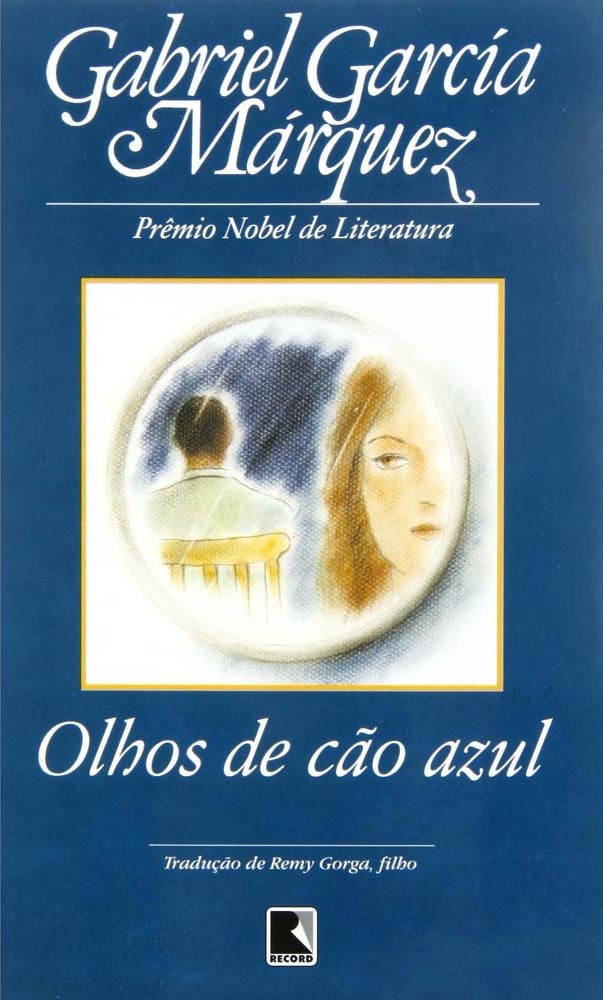 Gabriel García
Márquez
Prêmio Nobel de Literatura
Olhos de cão azul
Tradução de Remy Gorga, filho
RECORD